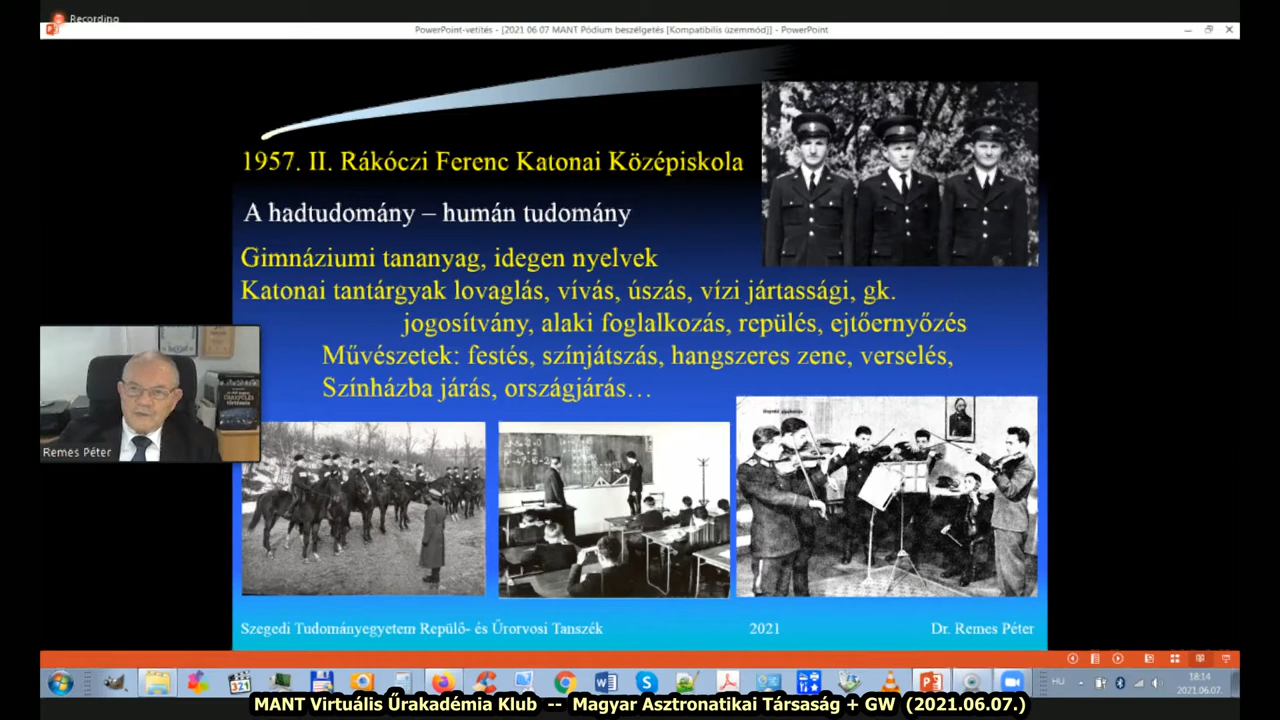 Recording
PowerPoint-vetítés - [2021 06 07 MANT Pódium beszélgetés [Kompatibilis üzemmód]] - PowerPoint
1957. II. Rákóczi Ferenc Katonai Középiskola
A hadtudomány – humán tudomány
Gimnáziumi tananyag, idegen nyelvek
Katonai tantárgyak lovaglás, vívás, úszás, vízi jártassági, gk.
jogosítvány, alaki foglalkozás, repülés, ejtőernyőzés
Művészetek: festés, színjátszás, hangszeres zene, verselés,
Színházba járás, országjárás…
Remes Péter
Szegedi Tudományegyetem Repülő- és Űrorvosi Tanszék
2021
Dr. Remes Péter
321
HU
18:14
2021.06.07.
MANT Virtuális Űrakadémia Klub -- Magyar Asztronatikai Társaság + GW (2021.06.07.)